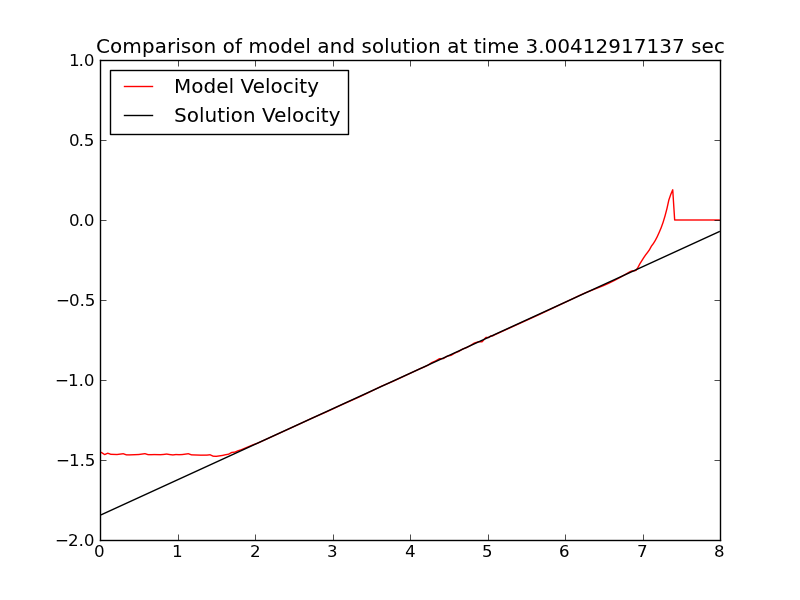 Comparison of model and solution at time 3.00412917137 sec
Model Velocity
Solution Velocity
1.0
0.5
0.0
−0.5
−1.0
−1.5
−2.0
0 1 2 3 4 5 6 7 8